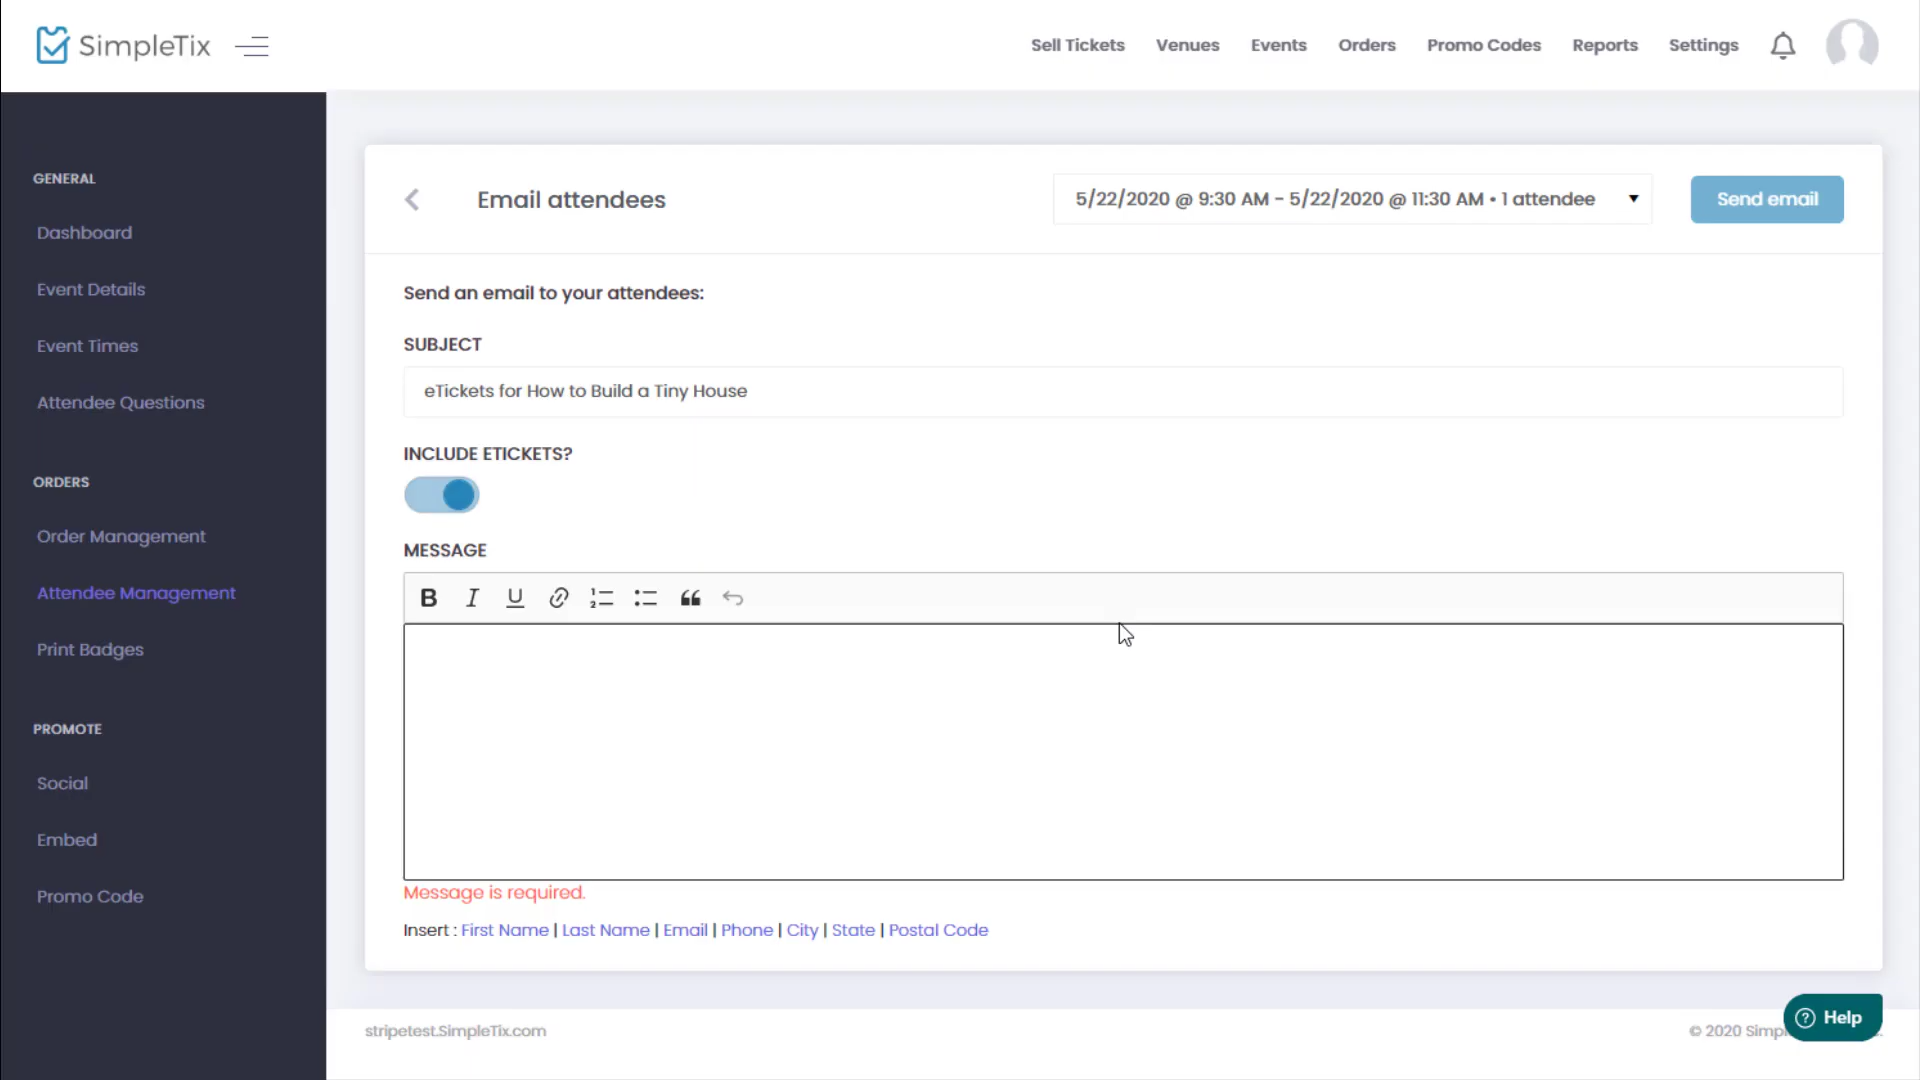 SimpleTix
Sell Tickets Venues Events Orders Promo Codes Reports Settings
GENERAL
Dashboard
Event Details
Event Times
Attendee Questions
ORDERS
Order Management
Attendee Management
Print Badges
PROMOTE
Social
Embed
Promo Code
Email attendees
5/22/2020 @ 9:30 AM - 5/22/2020 @ 11:30 AM • 1 attendee
Send email
Send an email to your attendees:
SUBJECT
eTickets for How to Build a Tiny House
INCLUDE ETICKETS?
MESSAGE
B I U
Message is required.
Insert : First Name | Last Name | Email | Phone | City | State | Postal Code
stripetest.SimpleTix.com
© 2020
Help